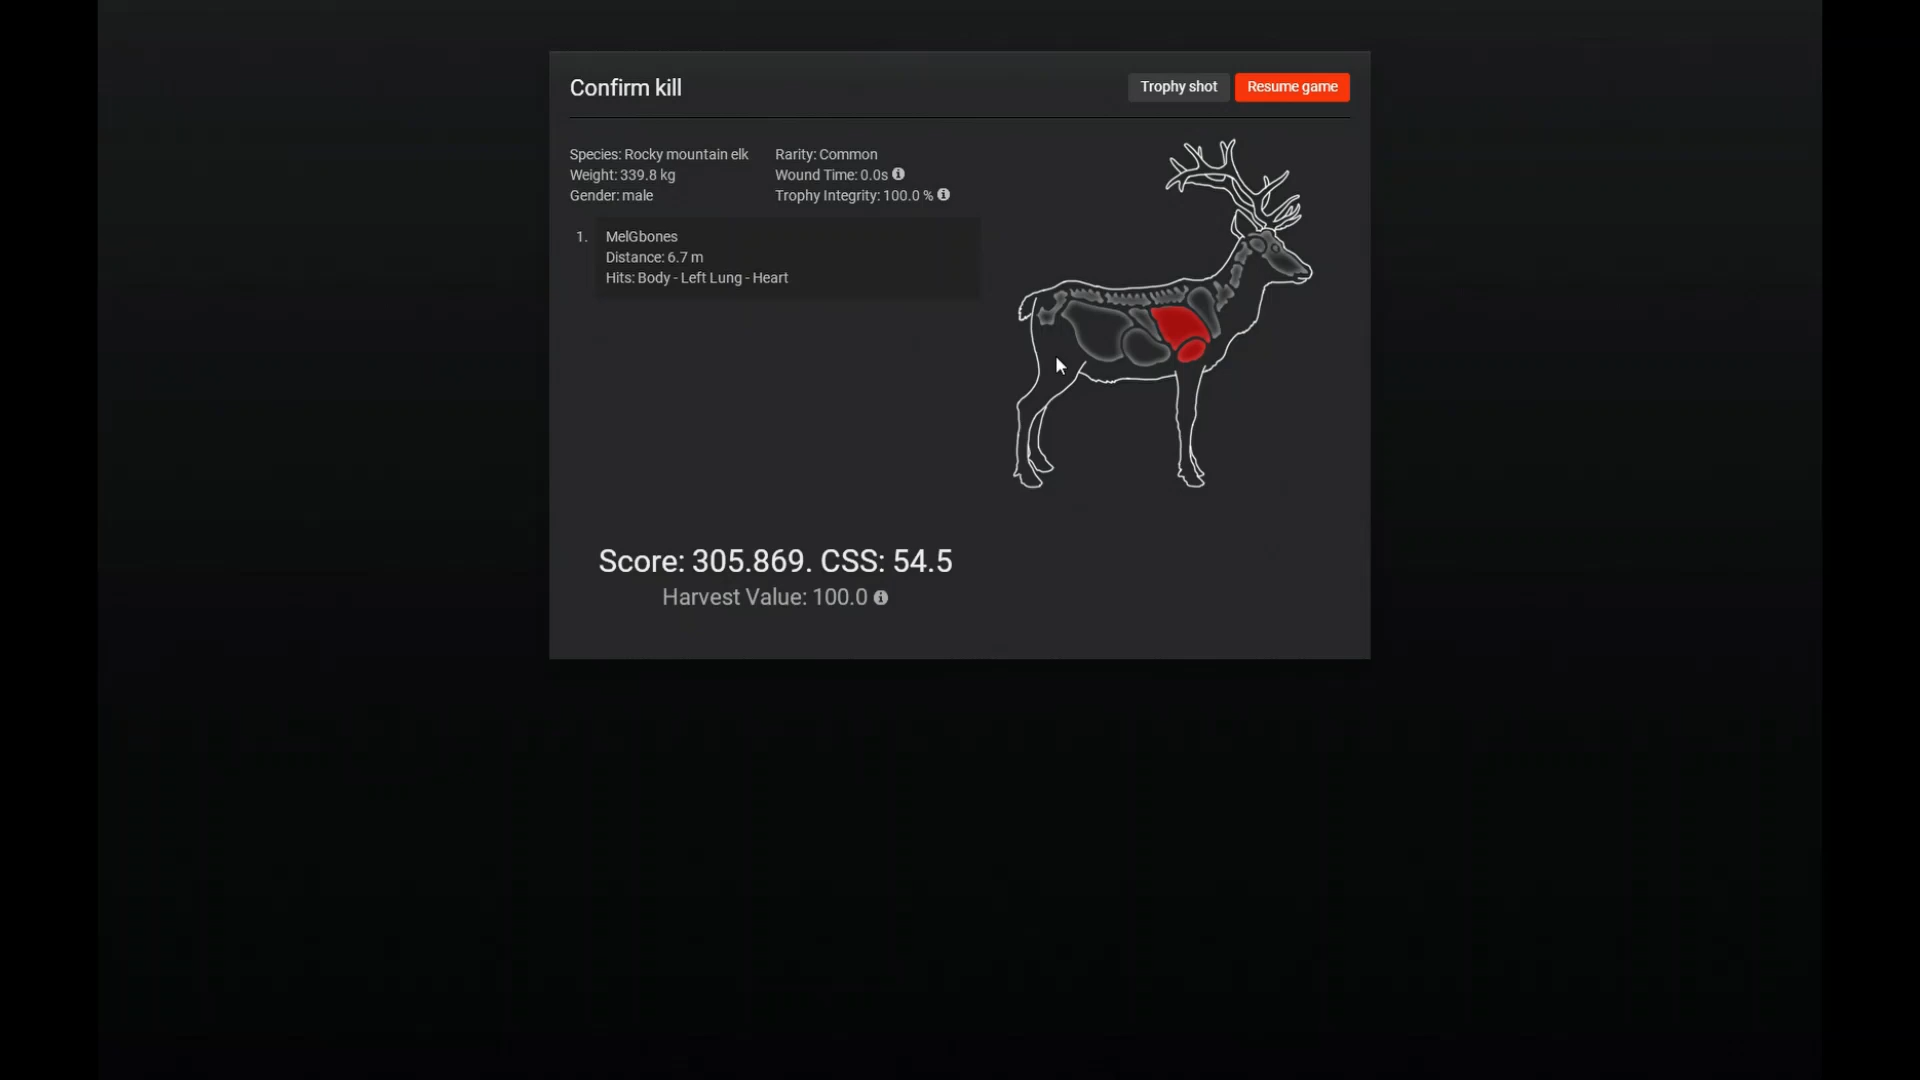 Confirm kill
Trophy shot
Resume game
Species: Rocky mountain elk
Weight: 339.8 kg
Gender: male
Rarity: Common
Wound Time: 0.0s
Trophy Integrity: 100.0 %
1.
MelGbones
Distance: 6.7 m
Hits: Body - Left Lung - Heart
Score: 305.869. CSS: 54.5
Harvest Value: 100.0